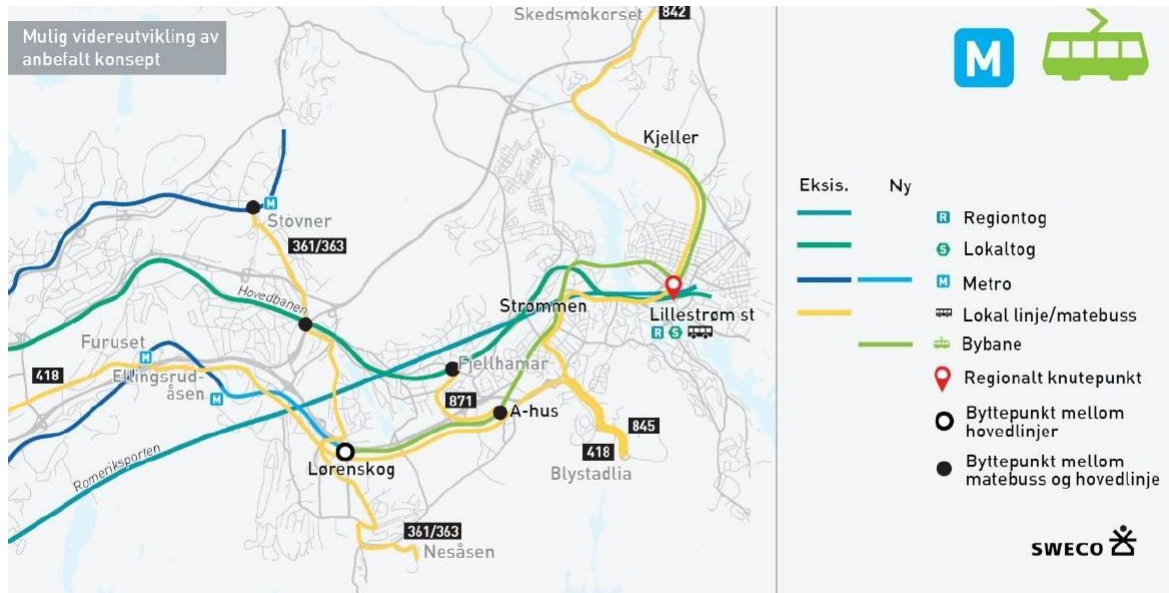 Mulig videreutvikling av
anbefalt konsept
Skedsmokorset
842
M
Kjeller
Stovner
M
361/363
Hovedbanen
Strømmen
Lillestrøm st
R S
Furuset
M
Ellingsrud-
åsen
M
418
Fjellhamar
871
A-hus
845
418
Blystadlia
Lørenskog
Romeriksporten
361/363
Nesåsen
Eksis. Ny
R Regiontog
S Lokaltog
M Metro
Lokal linje/matebuss
Bybane
Regionalt knutepunkt
Byttepunkt mellom
hovedlinjer
Byttepunkt mellom
matebuss og hovedlinje
SWECO